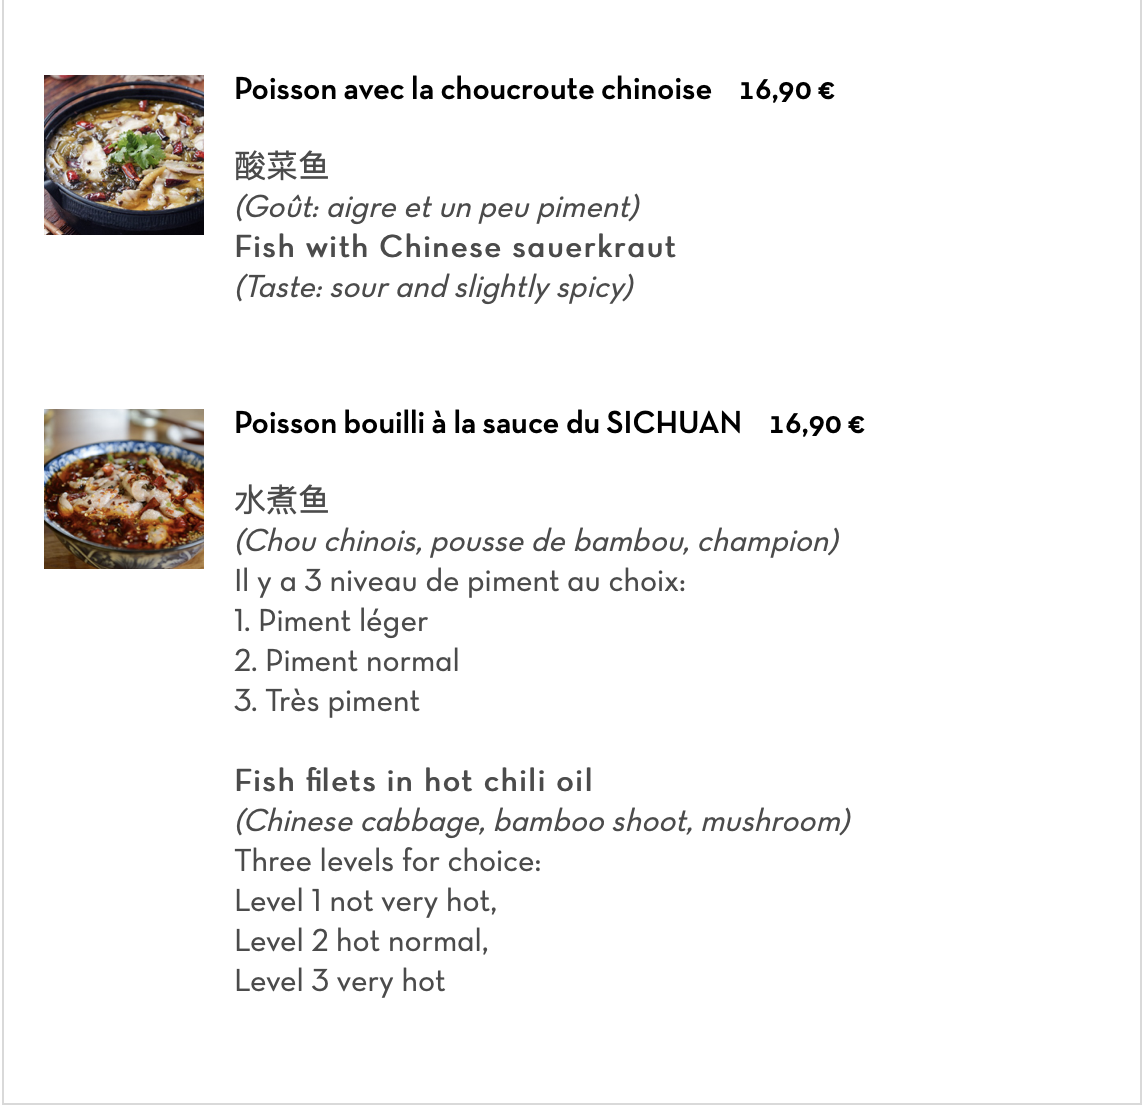 Poisson avec la choucroute chinoise 16,90 €
酸菜鱼
(Goût: aigre et un peu piment)
Fish with Chinese sauerkraut
(Taste: sour and slightly spicy)
Poisson bouilli à la sauce du SICHUAN 16,90 €
水煮鱼
(Chou chinois, pousse de bambou, champion)
Il y a 3 niveau de piment au choix:
1. Piment léger
2. Piment normal
3. Très piment
Fish filets in hot chili oil
(Chinese cabbage, bamboo shoot, mushroom)
Three levels for choice:
Level 1 not very hot,
Level 2 hot normal,
Level 3 very hot